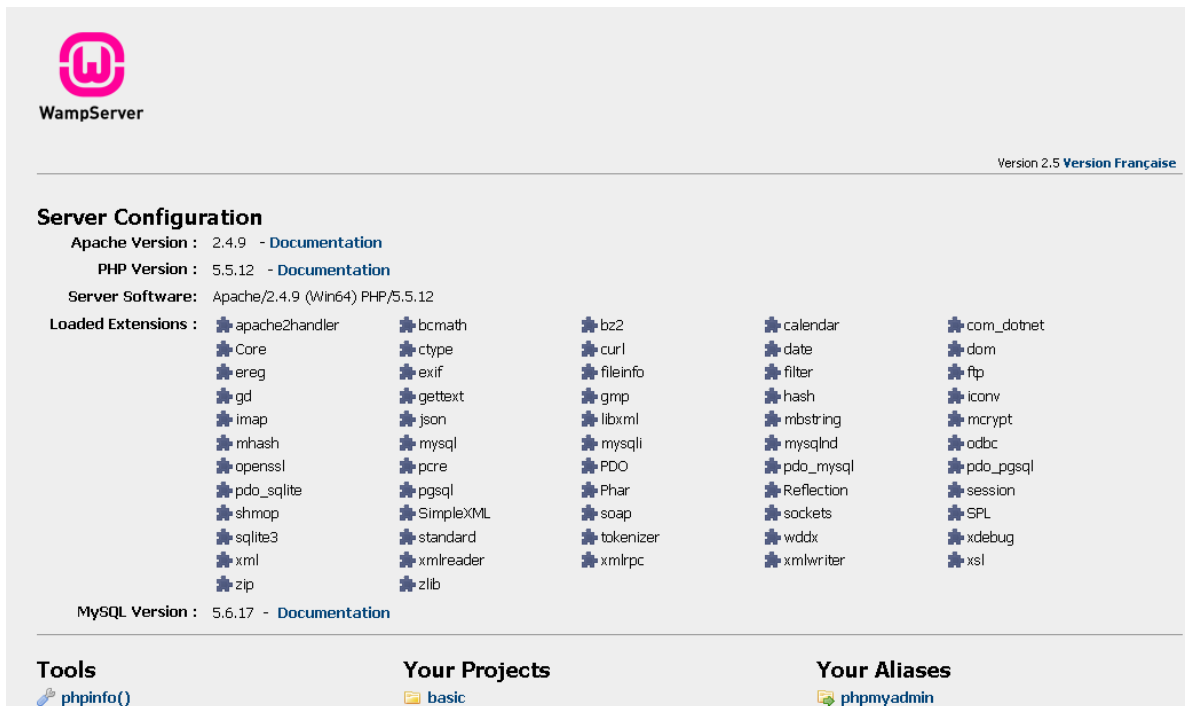 WampServer
Version 2.5 Version Française
Server Configuration
Apache Version : 2.4.9 - Documentation
PHP Version : 5.5.12 - Documentation
Server Software: Apache/2.4.9 (Win64) PHP/5.5.12
Loaded Extensions : apache2handler bcmath bz2 calendar com_dotnet
Core ctype curl date dom
ereg exif fileinfo filter ftp
gd gettext gmp hash iconv
imap json libxml mbstring mcrypt
mhash mysql mysqli mysqlnd odbc
openssl pcre PDO pdo_mysql pdo_pgsql
pdo_sqlite pgsql Phar Reflection session
shmop SimpleXML soap sockets SPL
sqlite3 standard tokenizer wddx xdebug
xml xmlreader xmlrpc xmlwriter xsl
zip zlib
MySQL Version : 5.6.17 - Documentation
Tools Your Projects Your Aliases
phpinfo() basic phpmyadmin